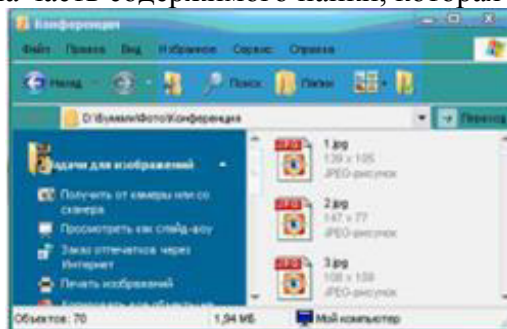 на часть содержимого папки, которая
Конференция
Файл Правка Вид Избранное Сервис Справка
Назад Поиск Папки
D:\Фото\Конференция Переход
Задачи для изображений
Получить от камеры или со сканера
Просмотреть как слайд-шоу
Заказ отпечатков через Интернет
Печать изображений
1.jpg
139 x 105
JPEG-рисунок
2.jpg
147 x 77
JPEG-рисунок
3.jpg
108 x 108
JPEG-рисунок
Объектов: 70 1,94 МБ Мой компьютер